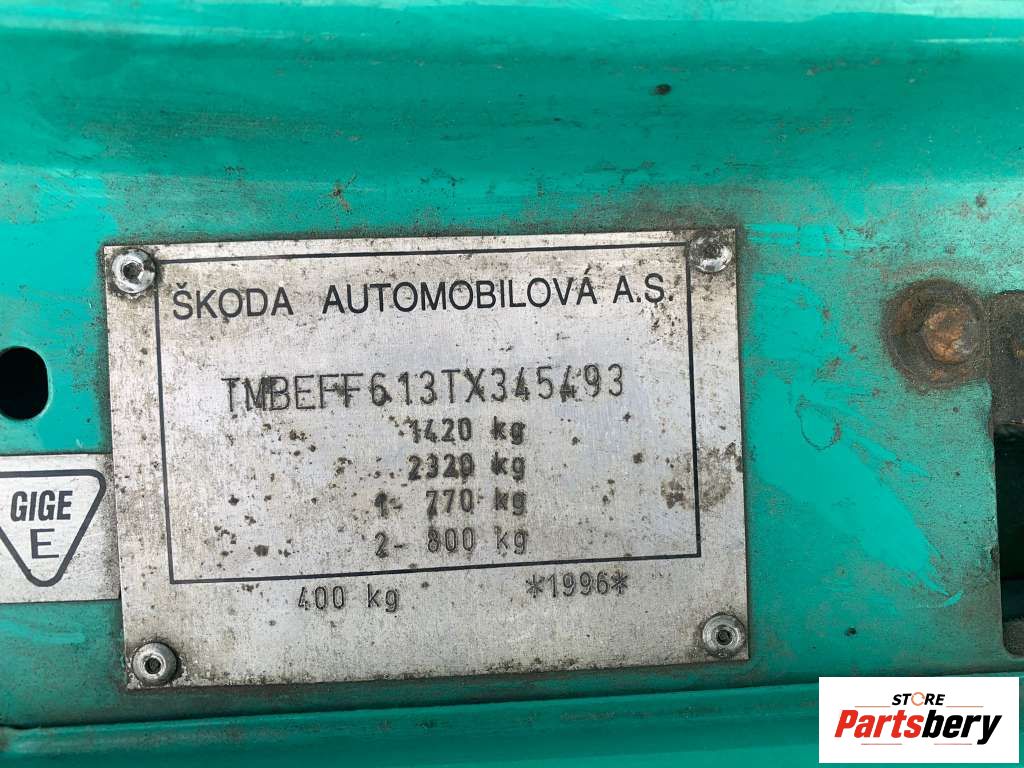 ŠKODA AUTOMOBILOVÁ A.S.
TMBEFF613TX345493
1420 kg
2320 kg
1- 770 kg
2- 800 kg
400 kg *1996*
GIGE
E
STORE
Partsbery